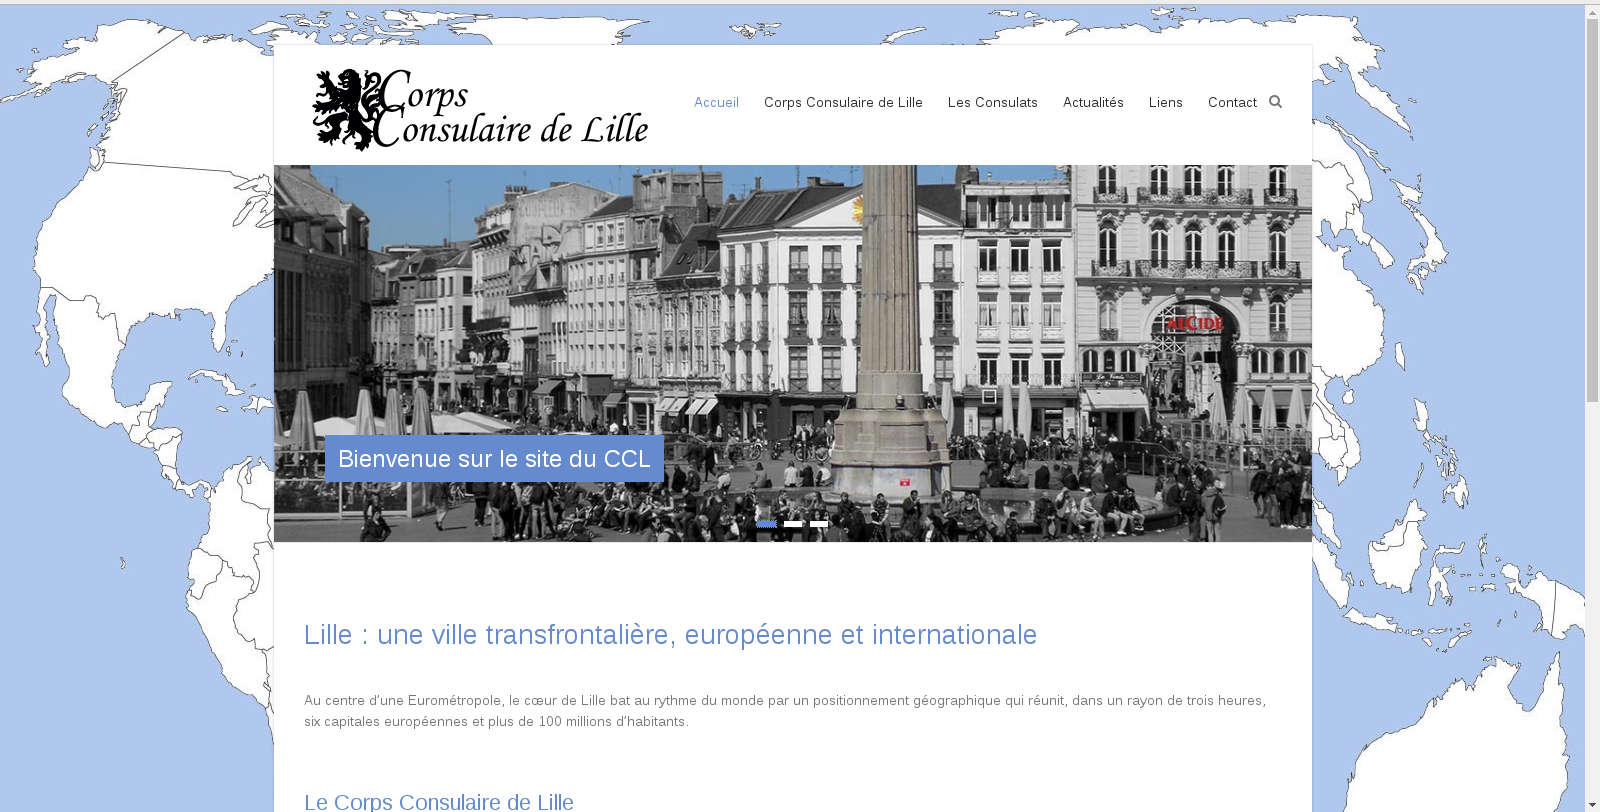 Corps
Consulaire de Lille
Accueil Corps Consulaire de Lille Les Consulats Actualités Liens Contact
ALCIDE
Bienvenue sur le site du CCL
Lille : une ville transfrontalière, européenne et internationale
Au centre d'une Eurométropole, le cœur de Lille bat au rythme du monde par un positionnement géographique qui réunit, dans un rayon de trois heures,
six capitales européennes et plus de 100 millions d'habitants.
Le Corps Consulaire de Lille